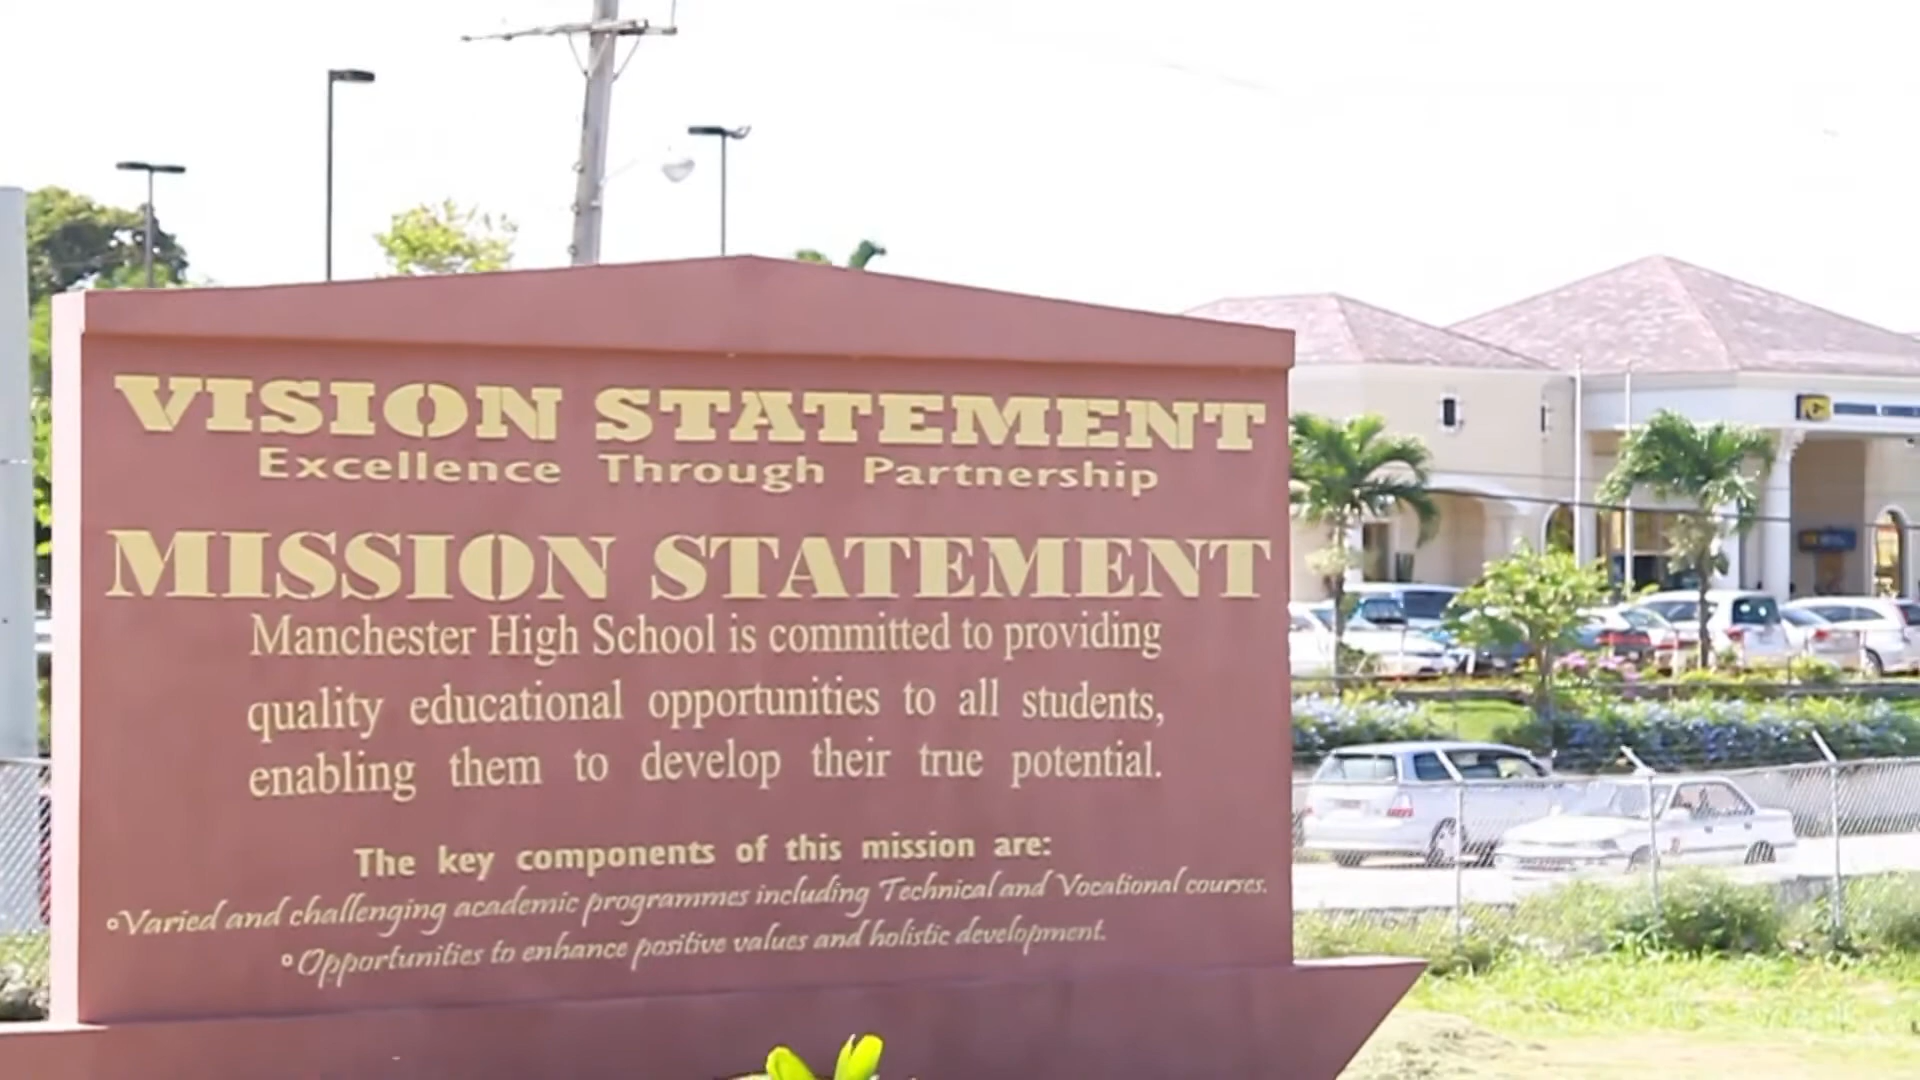 VISION STATEMENT
Excellence Through Partnership
MISSION STATEMENT
Manchester High School is committed to providing
quality educational opportunities to all students,
enabling them to develop their true potential.
The key components of this mission are:
°Varied and challenging academic programmes including Technical and Vocational courses.
°Opportunities to enhance positive values and holistic development.